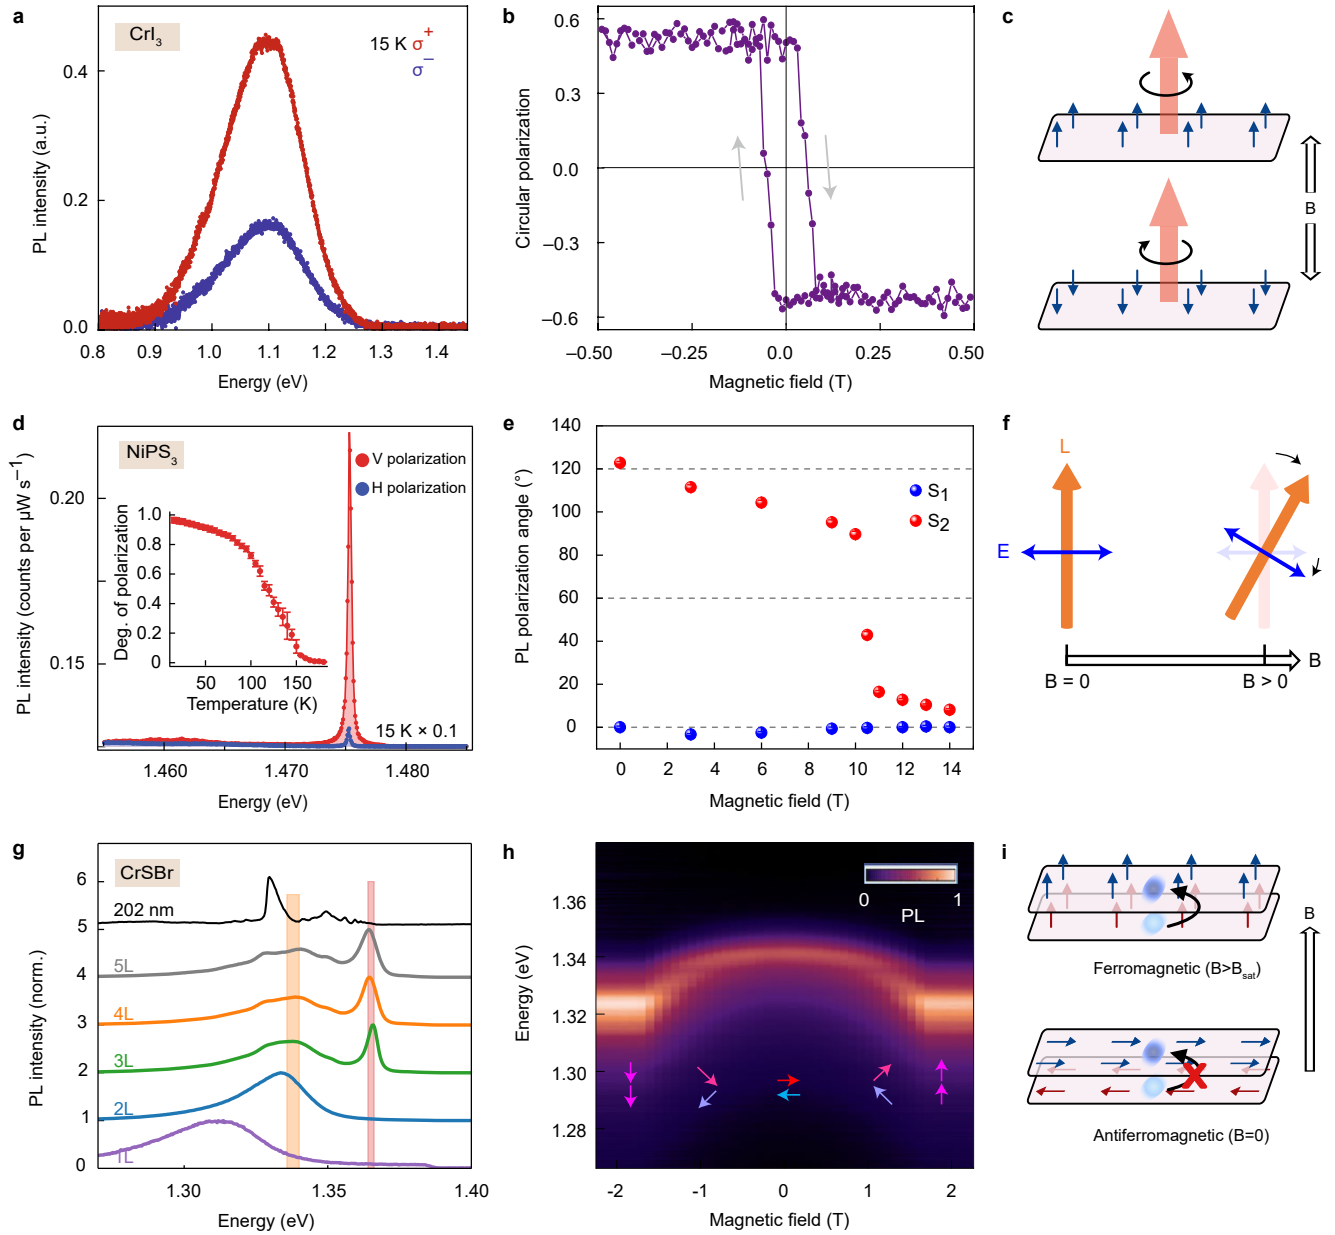 a
CrI3
15 K σ+
σ−
PL intensity (a.u.)
0.4
0.2
0.0
0.8 0.9 1.0 1.1 1.2 1.3 1.4
Energy (eV)
b
Circular polarization
0.6
0.3
0.0
−0.3
−0.6
−0.50 −0.25 0.0 0.25 0.50
Magnetic field (T)
c
B
d
NiPS3
V polarization
H polarization
PL intensity (counts per µW s−1)
0.20
0.15
Deg. of polarization
1.0
0.8
0.6
0.4
0.2
0
50 100 150
Temperature (K)
15 K × 0.1
1.460 1.470 1.480
Energy (eV)
e
PL polarization angle (°)
140
120
100
80
60
40
20
0
S1
S2
0 2 4 6 8 10 12 14
Magnetic field (T)
f
L
E
B
B = 0
B > 0
g
CrSBr
PL intensity (norm.)
6
5
4
3
2
1
0
202 nm
5L
4L
3L
2L
1L
1.30 1.35 1.40
Energy (eV)
h
Energy (eV)
1.36
1.34
1.32
1.30
1.28
0 1
PL
-2 -1 0 1 2
Magnetic field (T)
i
B
Ferromagnetic (B>Bsat)
Antiferromagnetic (B=0)